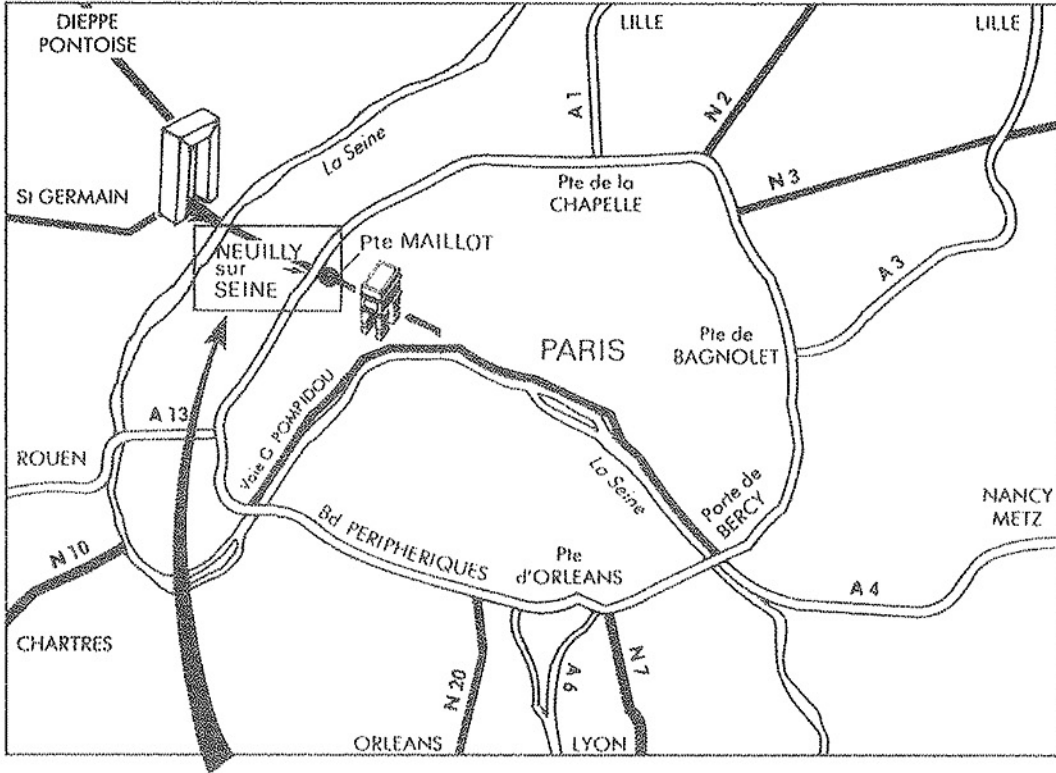 DIEPPE
PONTOISE
LILLE
LILLE
A 1
N 2
La Seine
N 3
St GERMAIN
Pte de la
CHAPELLE
NEUILLY
sur
SEINE
Pte MAILLOT
A 3
PARIS
Pte de
BAGNOLET
A 13
Voie G POMPIDOU
ROUEN
La Seine
Porte de
BERCY
NANCY
METZ
Bd PERIPHERIQUES
N 10
Pte
d'ORLEANS
A 4
CHARTRES
N 20
A 6
N 7
ORLEANS
LYON